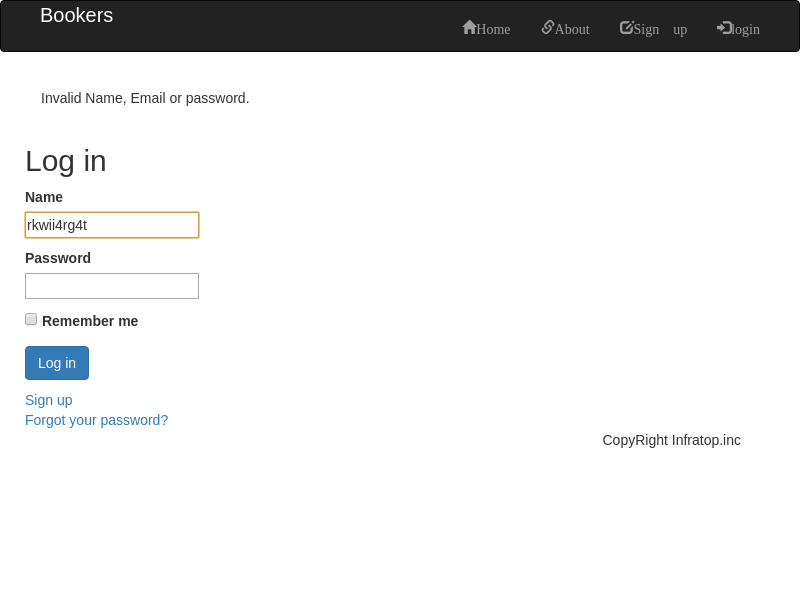 Bookers
Home About Sign up login
Invalid Name, Email or password.
Log in
Name
rkwii4rg4t
Password
Remember me
Log in
Sign up
Forgot your password?
CopyRight Infratop.inc